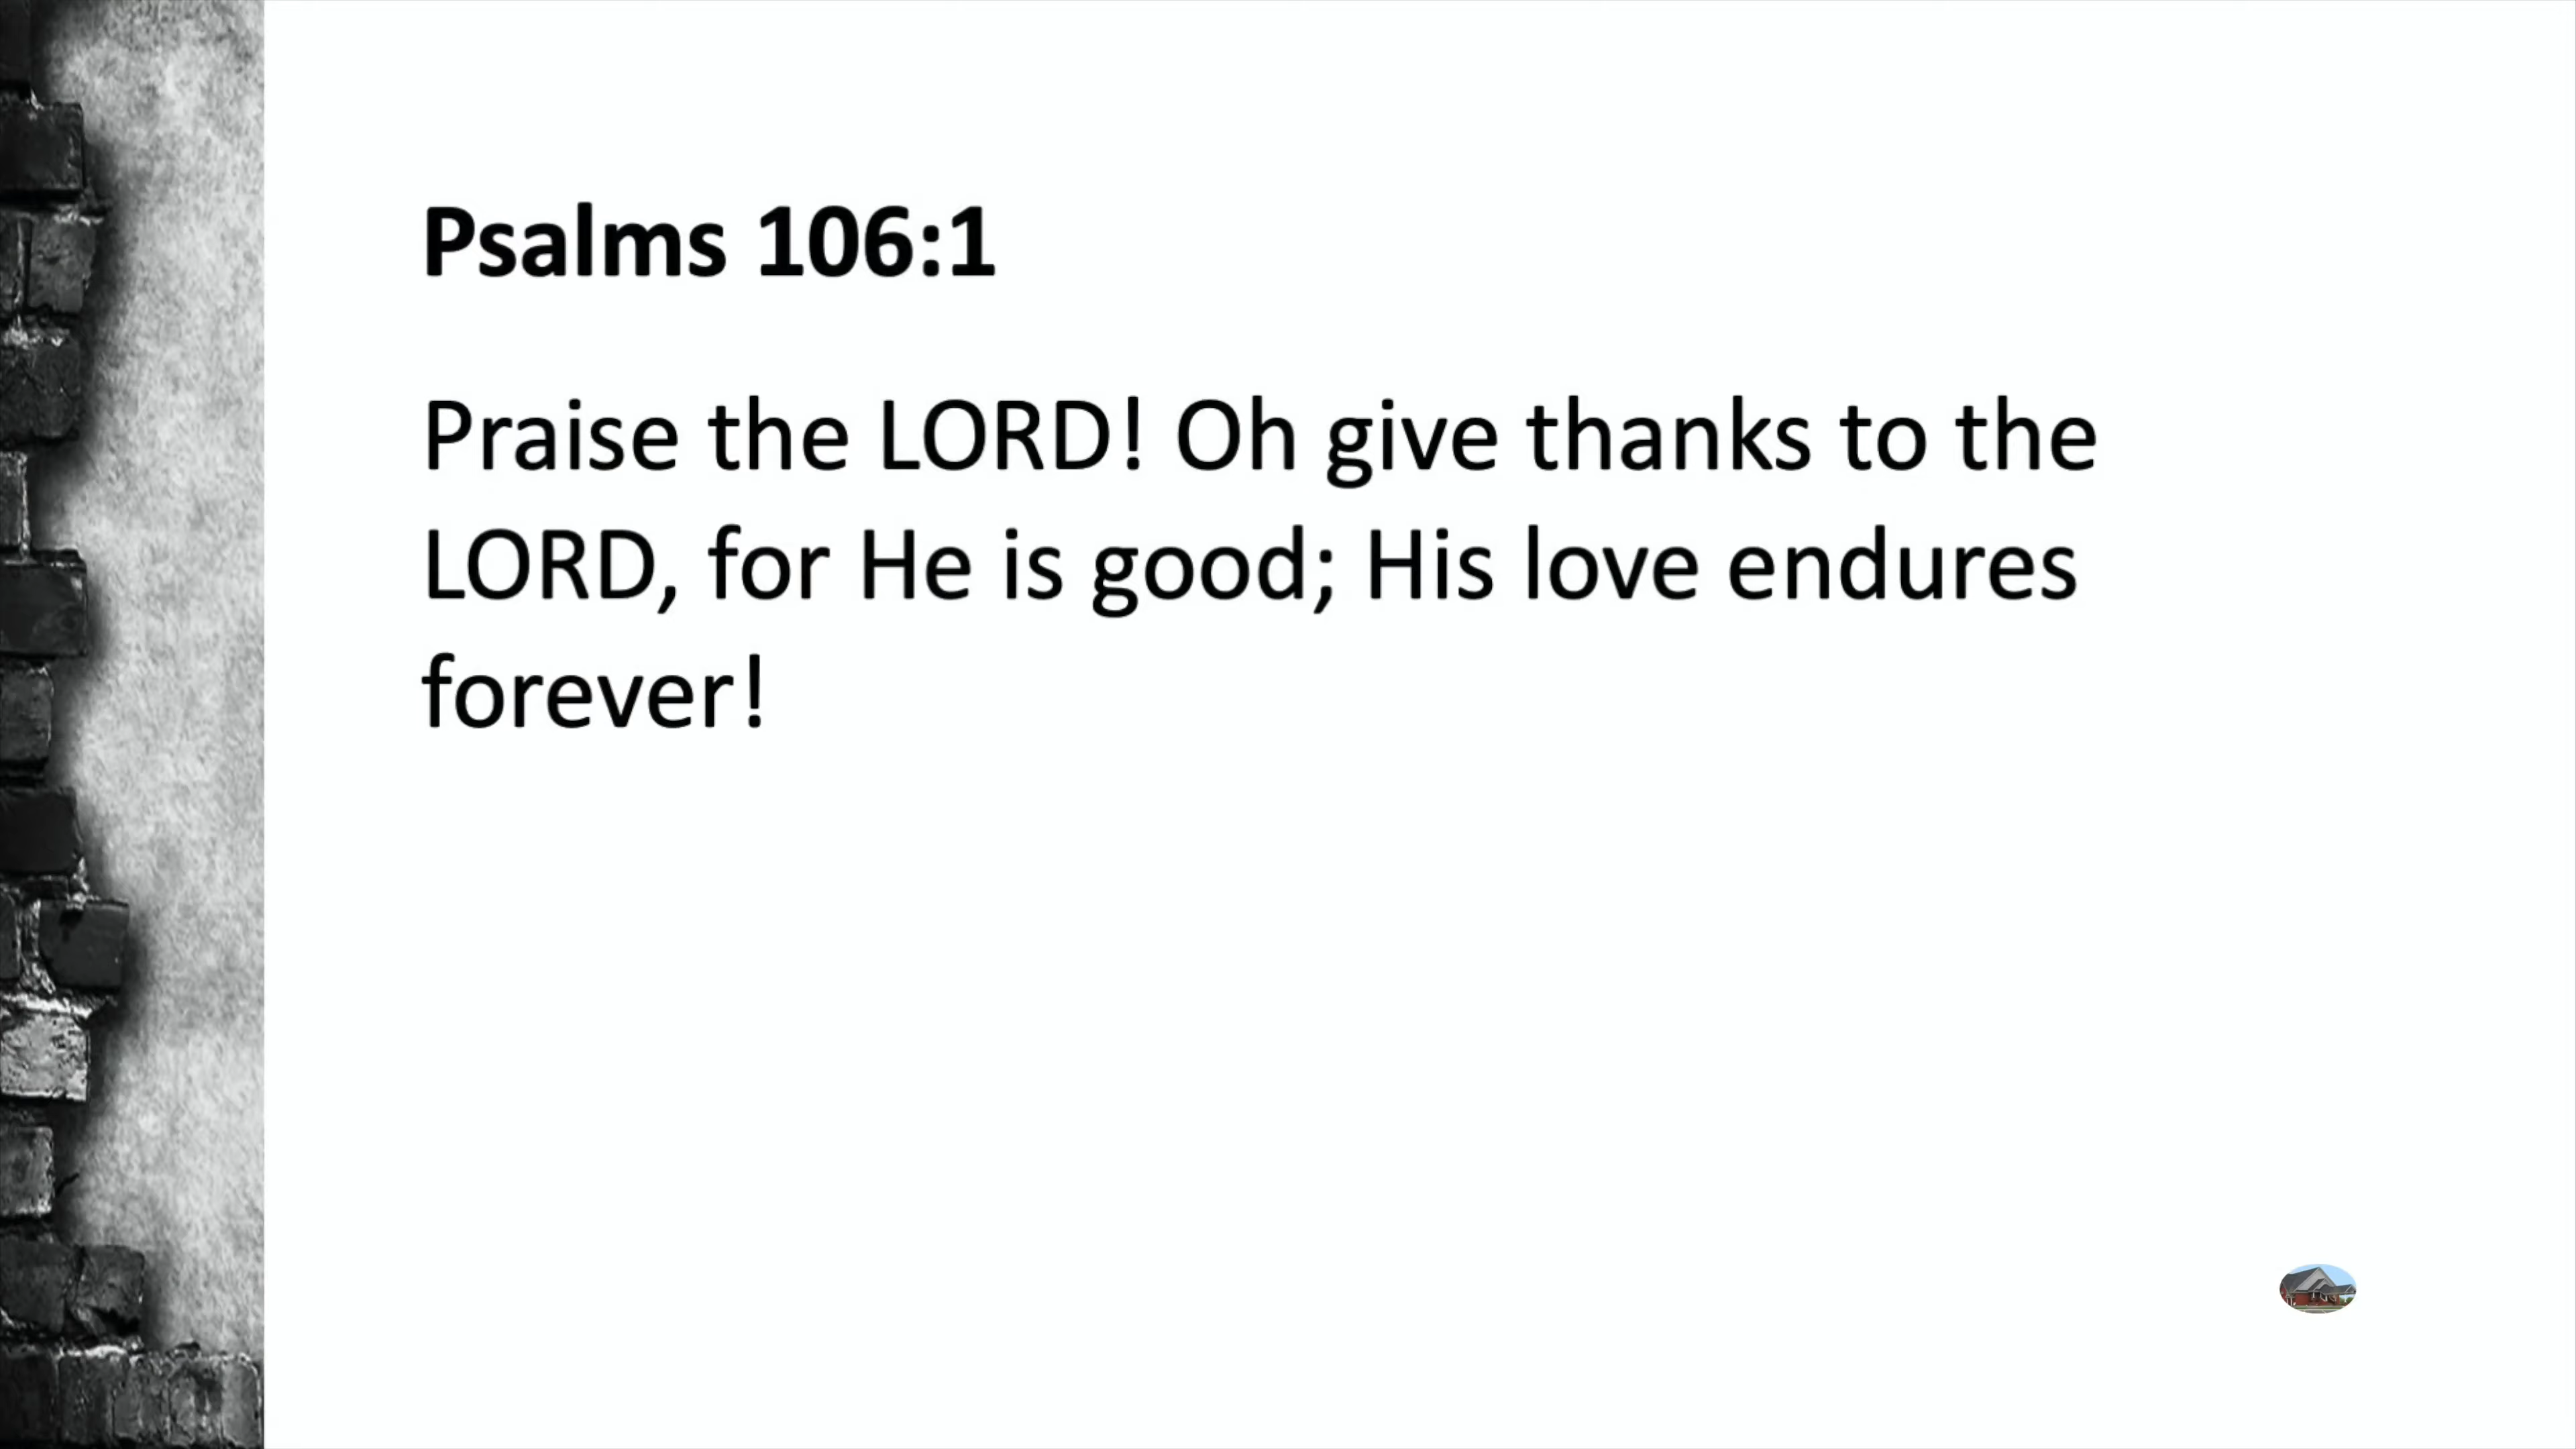 Psalms 106:1
Praise the LORD! Oh give thanks to the
LORD, for He is good; His love endures
forever!